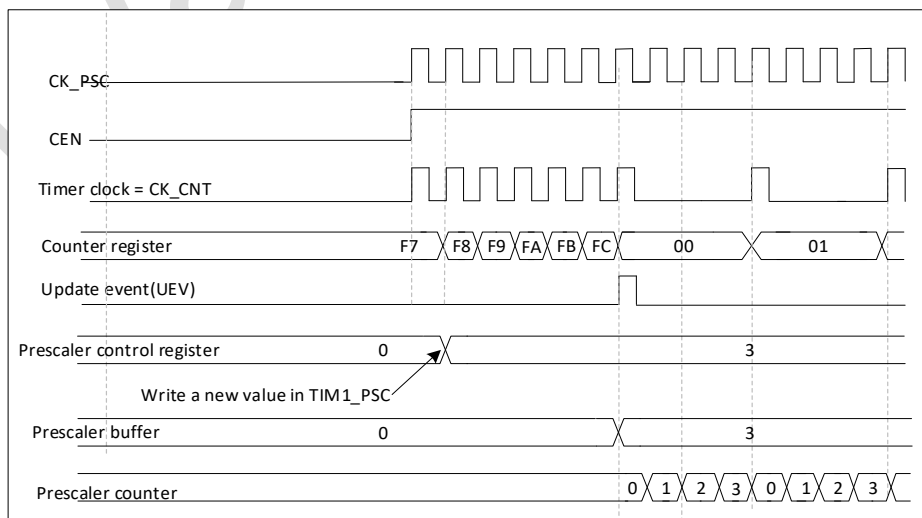 CK_PSC
CEN
Timer clock = CK_CNT
Counter register F7 F8 F9 FA FB FC 00 01
Update event(UEV)
Prescaler control register 0 3
Write a new value in TIM1_PSC
Prescaler buffer 0 3
Prescaler counter 0 1 2 3 0 1 2 3